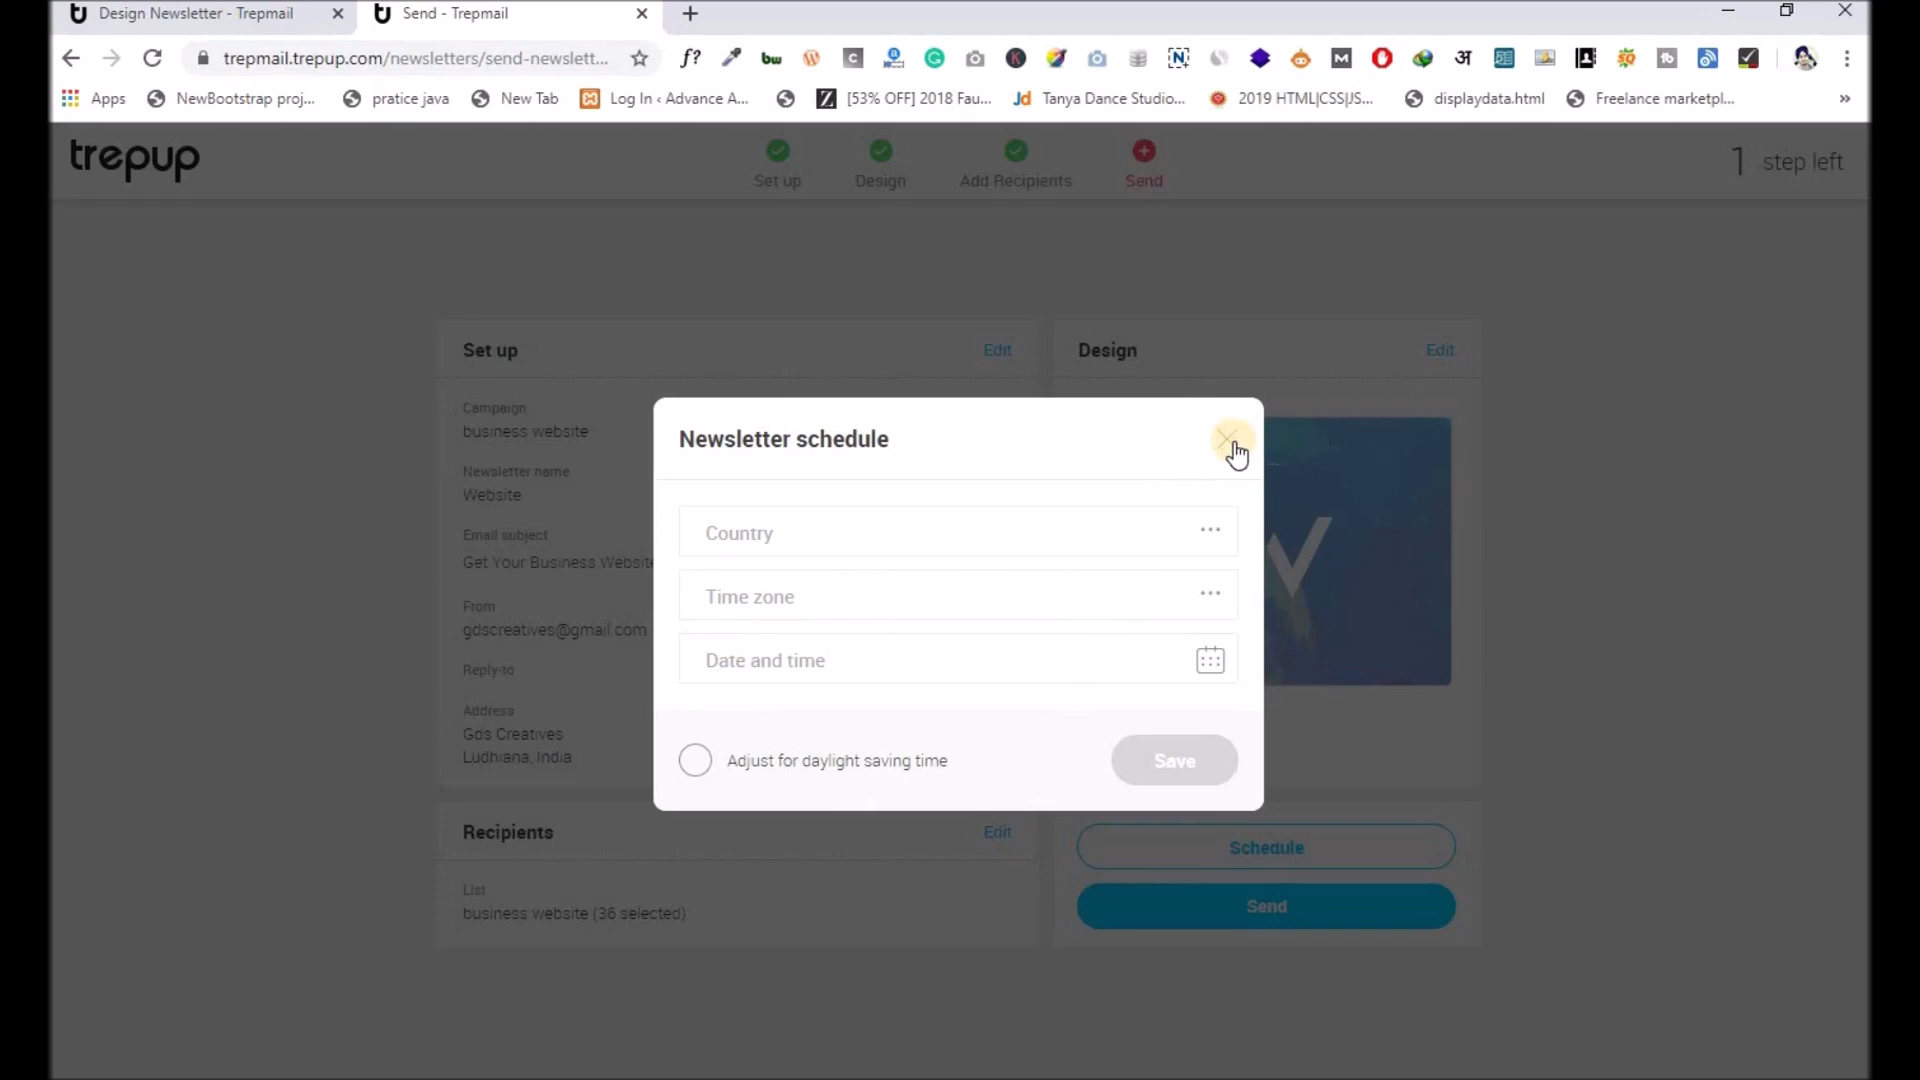 Design Newsletter - Trepmail
Send - Trepmail
trepmail.trepup.com/newsletters/send-newslett...
Apps
NewBootstrap proj...
pratice java
New Tab
Log In ‹ Advance A...
[53% OFF] 2018 Fau...
Jd Tanya Dance Studio...
2019 HTML|CSS|JS...
displaydata.html
Freelance marketpl...
»
trepup
Set up
Design
Add Recipients
Send
1 step left
Set up
Edit
Design
Edit
Campaign
business website
Newsletter name
Website
Email subject
Get Your Business Website
From
gdscreatives@gmail.com
Reply-to
Address
Gds Creatives
Ludhiana, India
Newsletter schedule
Country
Time zone
Date and time
Adjust for daylight saving time
Save
Recipients
Edit
List
business website (36 selected)
Schedule
Send